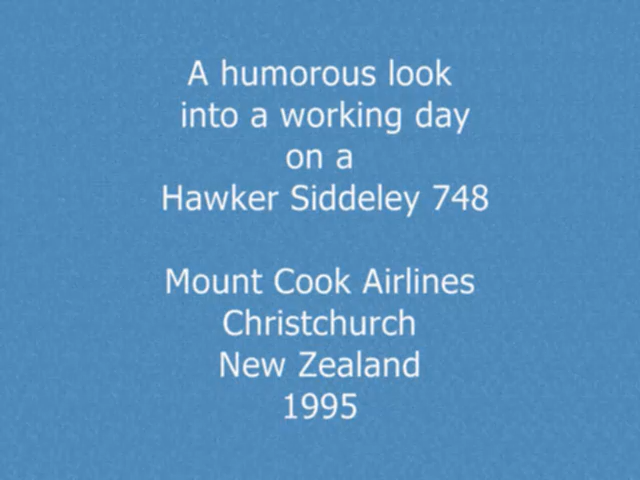 A humorous look
into a working day
on a
Hawker Siddeley 748
Mount Cook Airlines
Christchurch
New Zealand
1995